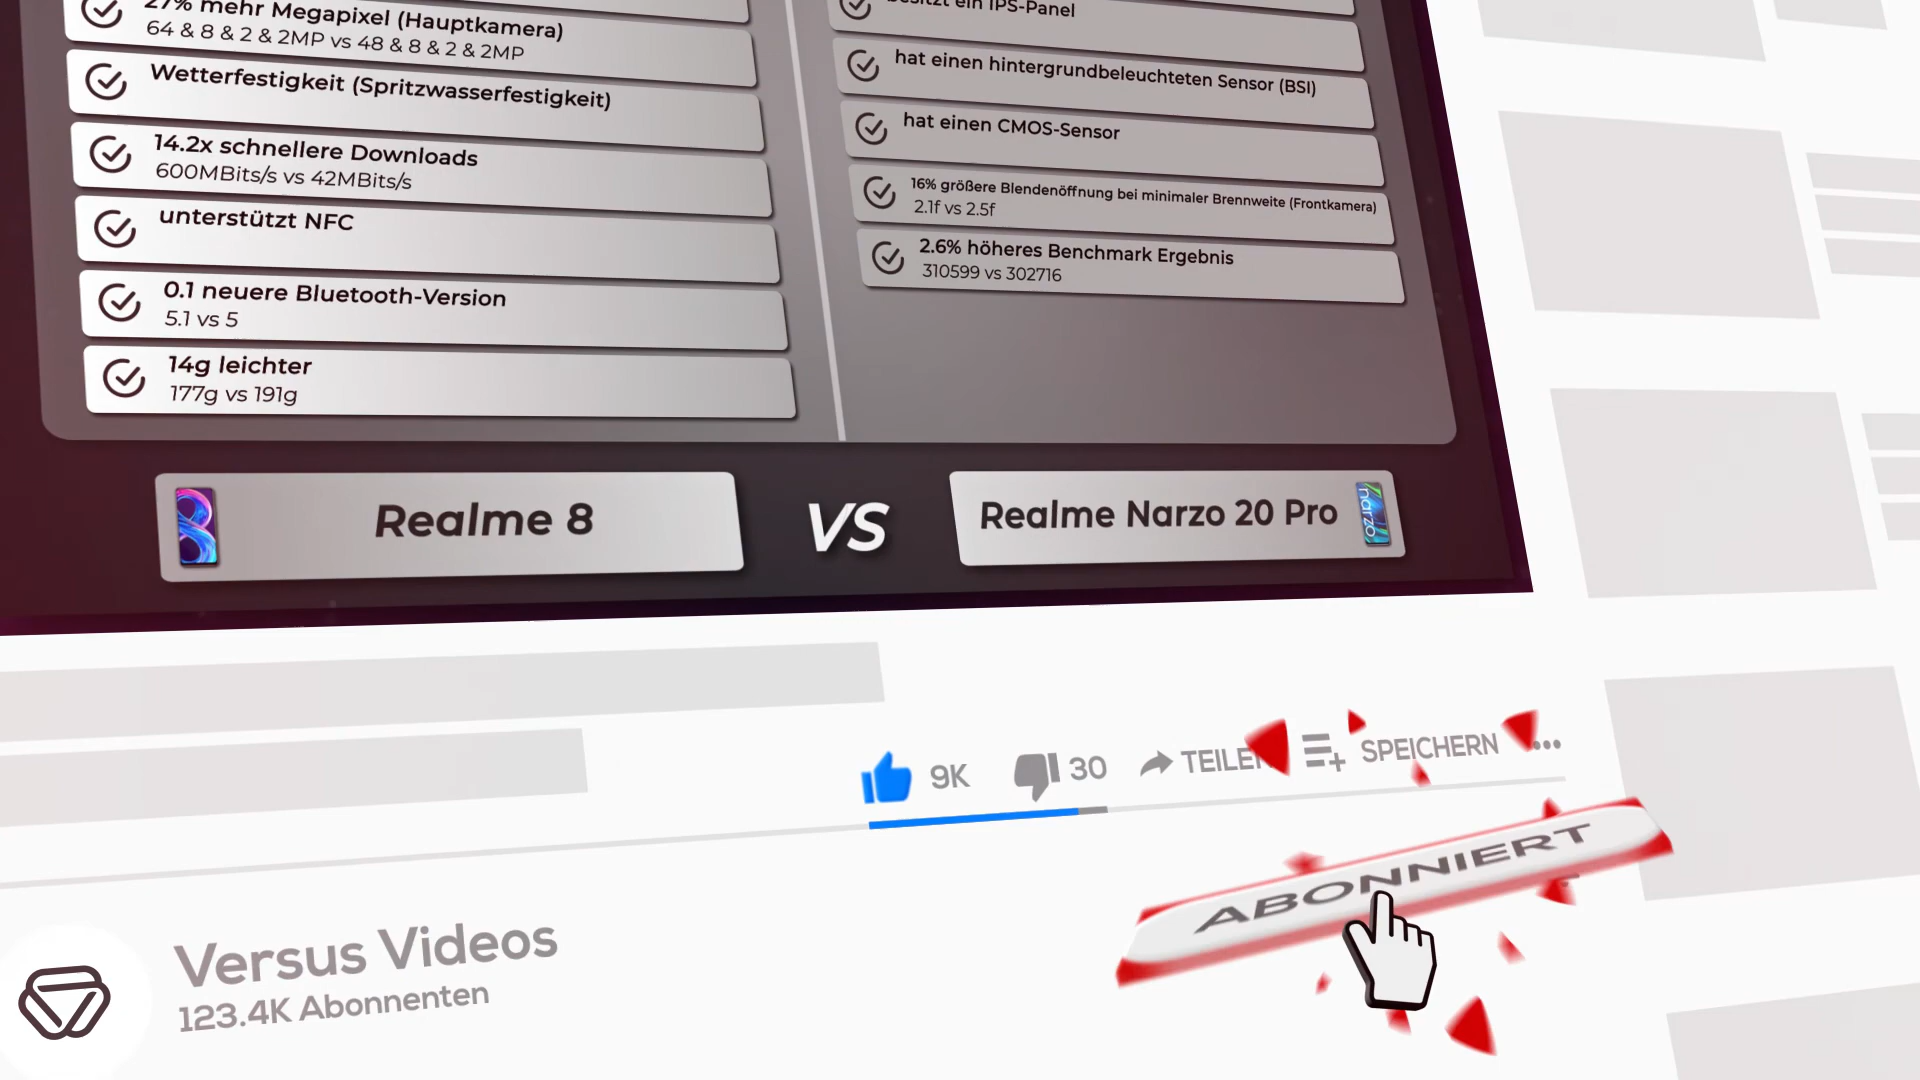 27% mehr Megapixel (Hauptkamera)
64 & 8 & 2 & 2MP vs 48 & 8 & 2 & 2MP
Wetterfestigkeit (Spritzwasserfestigkeit)
14.2x schnellere Downloads
600MBits/s vs 42MBits/s
unterstützt NFC
0.1 neuere Bluetooth-Version
5.1 vs 5
14g leichter
177g vs 191g
besitzt ein IPS-Panel
hat einen hintergrundbeleuchteten Sensor (BSI)
hat einen CMOS-Sensor
16% größere Blendenöffnung bei minimaler Brennweite (Frontkamera)
2.1f vs 2.5f
2.6% höheres Benchmark Ergebnis
310599 vs 302716
Realme 8
VS
Realme Narzo 20 Pro
narzo
9K
30
TEILEN
SPEICHERN
ABONNIERT
Versus Videos
123.4K Abonnenten